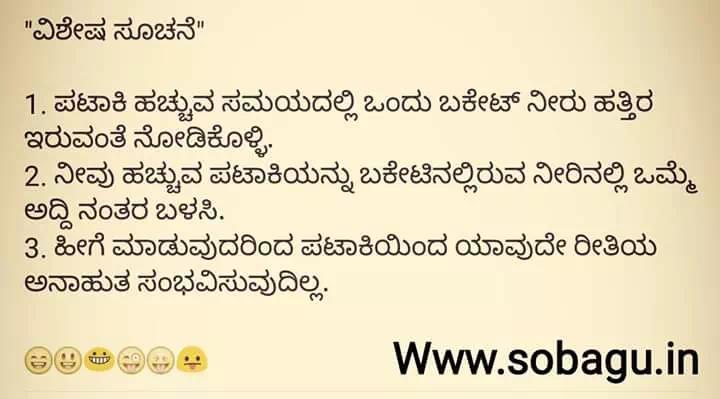 "ವಿಶೇಷ ಸೂಚನೆ"
1. ಪಟಾಕಿ ಹಚ್ಚುವ ಸಮಯದಲ್ಲಿ ಒಂದು ಬಕೇಟ್ ನೀರು ಹತ್ತಿರ
ಇರುವಂತೆ ನೋಡಿಕೊಳ್ಳಿ.
2. ನೀವು ಹಚ್ಚುವ ಪಟಾಕಿಯನ್ನು ಬಕೇಟಿನಲ್ಲಿರುವ ನೀರಿನಲ್ಲಿ ಒಮ್ಮೆ
ಅದ್ದಿ ನಂತರ ಬಳಸಿ.
3. ಹೀಗೆ ಮಾಡುವುದರಿಂದ ಪಟಾಕಿಯಿಂದ ಯಾವುದೇ ರೀತಿಯ
ಅನಾಹುತ ಸಂಭವಿಸುವುದಿಲ್ಲ.
😄😃😬😜😝😛 Www.sobagu.in